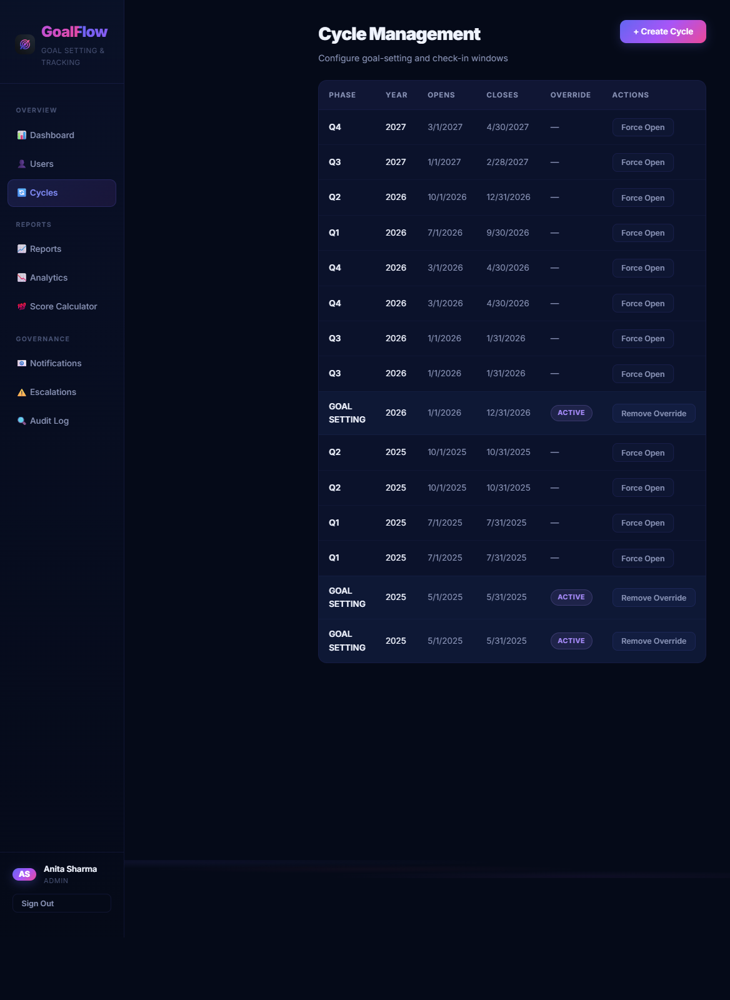 GoalFlow
GOAL SETTING &
TRACKING
OVERVIEW
Dashboard
Users
Cycles
REPORTS
Reports
Analytics
Score Calculator
GOVERNANCE
Notifications
Escalations
Audit Log
AS
Anita Sharma
ADMIN
Sign Out
Cycle Management
Configure goal-setting and check-in windows
+ Create Cycle
PHASE YEAR OPENS CLOSES OVERRIDE ACTIONS
Q4 2027 3/1/2027 4/30/2027 — Force Open
Q3 2027 1/1/2027 2/28/2027 — Force Open
Q2 2026 10/1/2026 12/31/2026 — Force Open
Q1 2026 7/1/2026 9/30/2026 — Force Open
Q4 2026 3/1/2026 4/30/2026 — Force Open
Q4 2026 3/1/2026 4/30/2026 — Force Open
Q3 2026 1/1/2026 1/31/2026 — Force Open
Q3 2026 1/1/2026 1/31/2026 — Force Open
GOAL
SETTING 2026 1/1/2026 12/31/2026 ACTIVE Remove Override
Q2 2025 10/1/2025 10/31/2025 — Force Open
Q2 2025 10/1/2025 10/31/2025 — Force Open
Q1 2025 7/1/2025 7/31/2025 — Force Open
Q1 2025 7/1/2025 7/31/2025 — Force Open
GOAL
SETTING 2025 5/1/2025 5/31/2025 ACTIVE Remove Override
GOAL
SETTING 2025 5/1/2025 5/31/2025 ACTIVE Remove Override